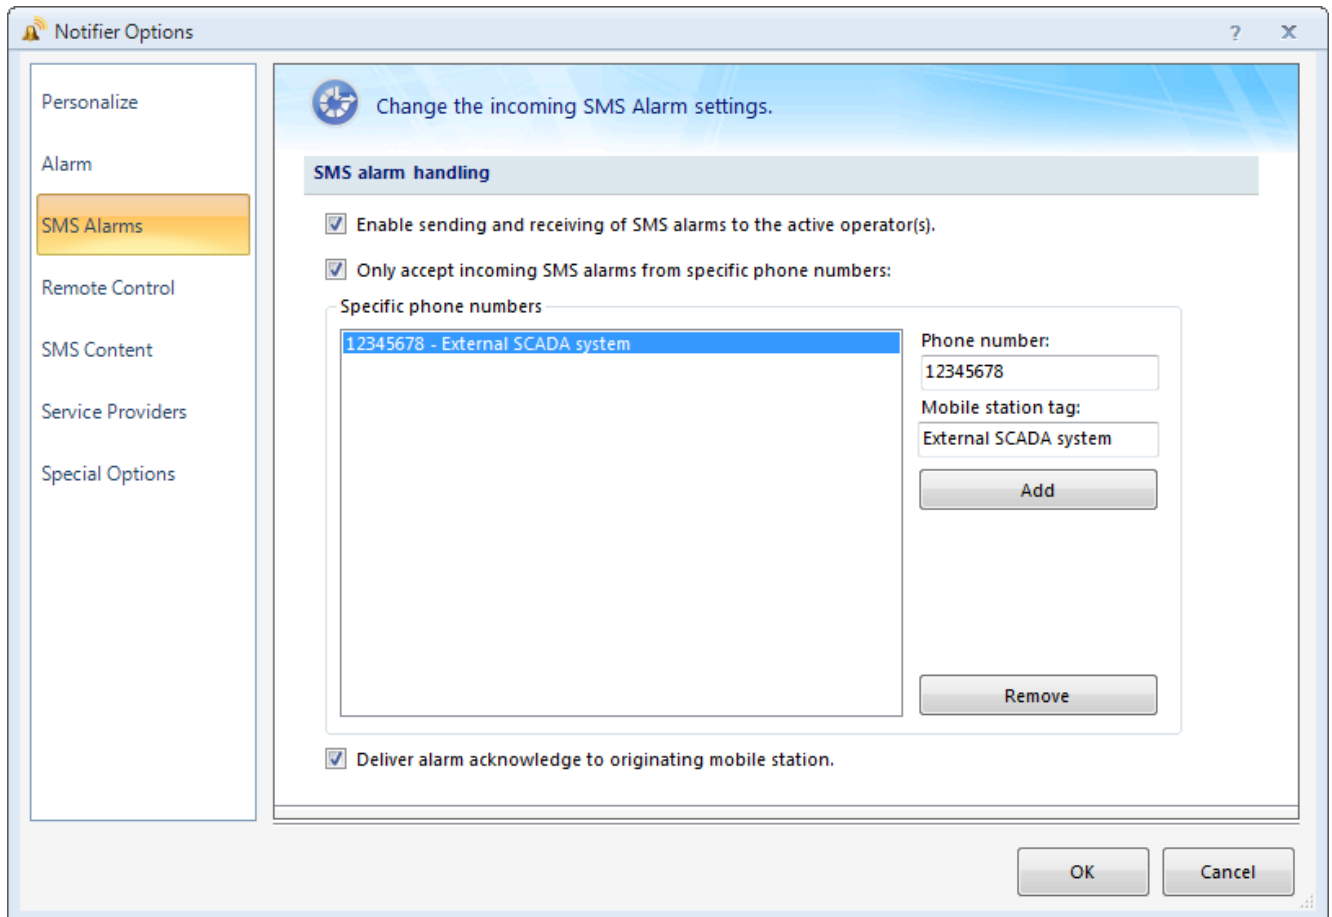 Notifier Options
?
X
Personalize
Alarm
SMS Alarms
Remote Control
SMS Content
Service Providers
Special Options
Change the incoming SMS Alarm settings.
SMS alarm handling
Enable sending and receiving of SMS alarms to the active operator(s).
Only accept incoming SMS alarms from specific phone numbers:
Specific phone numbers
12345678 - External SCADA system
Phone number:
12345678
Mobile station tag:
External SCADA system
Add
Remove
Deliver alarm acknowledge to originating mobile station.
OK
Cancel